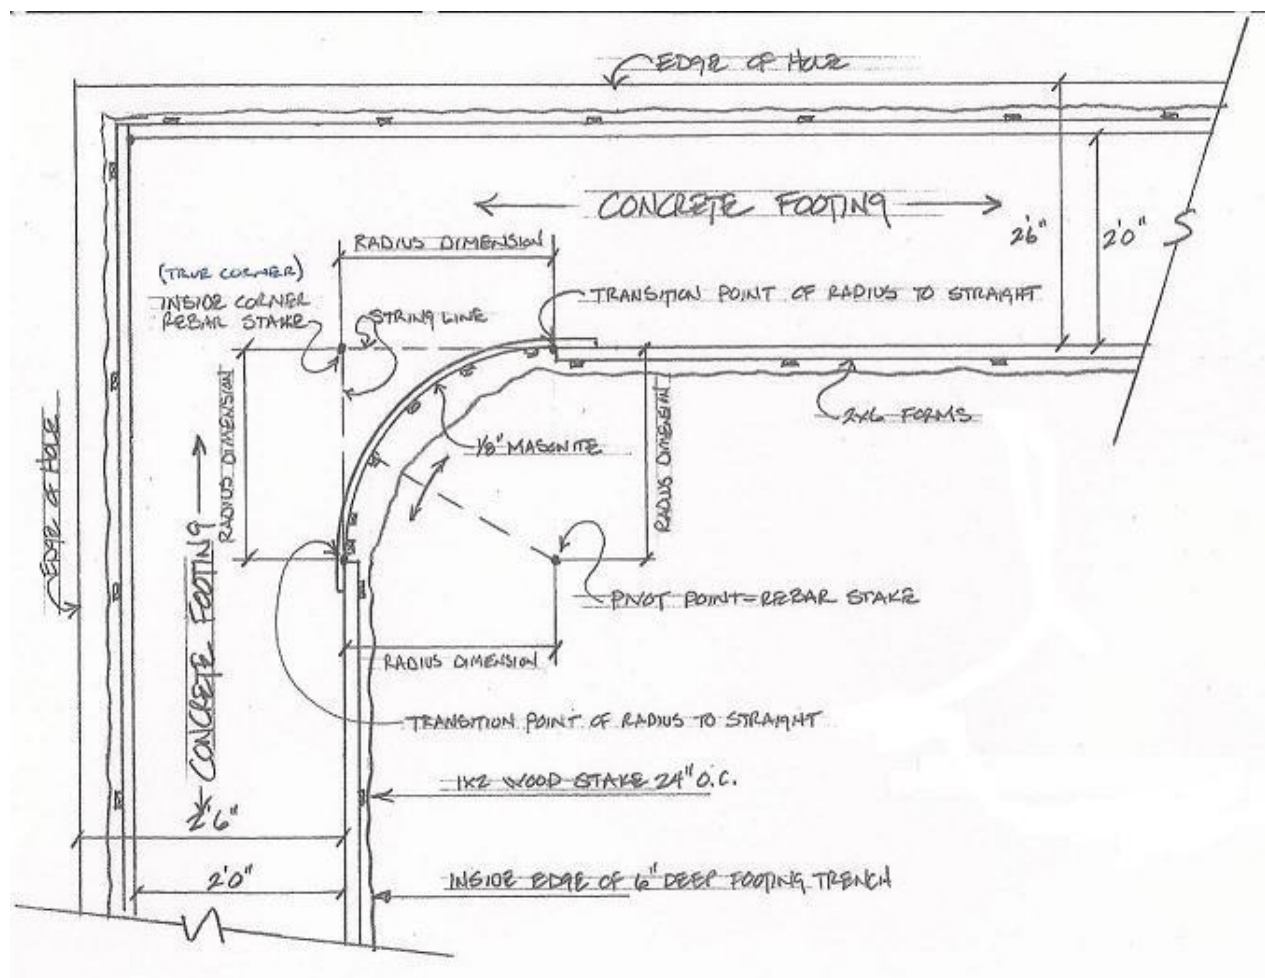 EDGE OF HOLE
CONCRETE FOOTING
2'6"
2'0"
RADIUS DIMENSION
(TRUE CORNER)
INSIDE CORNER
REBAR STAKE
STRING LINE
TRANSITION POINT OF RADIUS TO STRAIGHT
RADIUS DIMENSION
RADIUS DIMENSION
2X6 FORMS
1/8" MASONITE
EDGE OF HOLE
CONCRETE FOOTING
PIVOT POINT = REBAR STAKE
RADIUS DIMENSION
TRANSITION POINT OF RADIUS TO STRAIGHT
1X2 WOOD STAKE 24" O.C.
2'6"
2'0"
INSIDE EDGE OF 6" DEEP FOOTING TRENCH